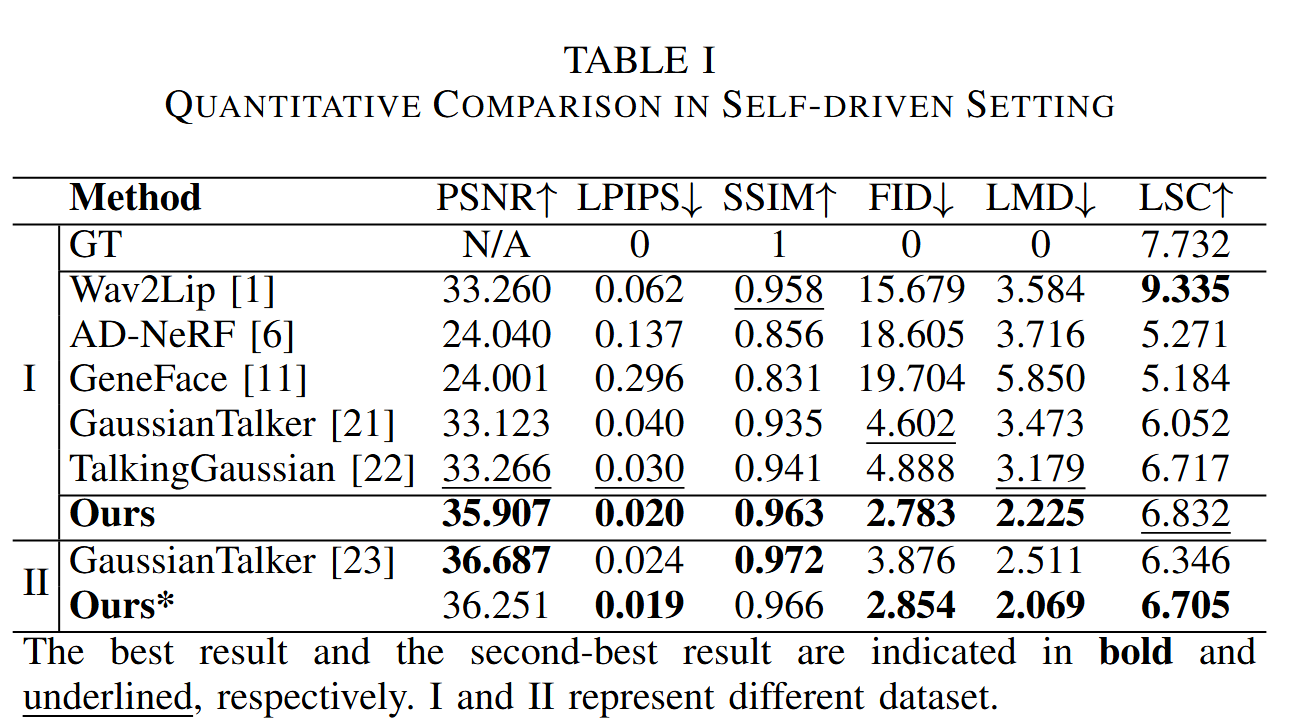 TABLE I
QUANTITATIVE COMPARISON IN SELF-DRIVEN SETTING
Method PSNR↑ LPIPS↓ SSIM↑ FID↓ LMD↓ LSC↑
GT N/A 0 1 0 0 7.732
Wav2Lip [1] 33.260 0.062 0.958 15.679 3.584 9.335
AD-NeRF [6] 24.040 0.137 0.856 18.605 3.716 5.271
I GeneFace [11] 24.001 0.296 0.831 19.704 5.850 5.184
GaussianTalker [21] 33.123 0.040 0.935 4.602 3.473 6.052
TalkingGaussian [22] 33.266 0.030 0.941 4.888 3.179 6.717
Ours 35.907 0.020 0.963 2.783 2.225 6.832
II GaussianTalker [23] 36.687 0.024 0.972 3.876 2.511 6.346
Ours* 36.251 0.019 0.966 2.854 2.069 6.705
The best result and the second-best result are indicated in bold and
underlined, respectively. I and II represent different dataset.